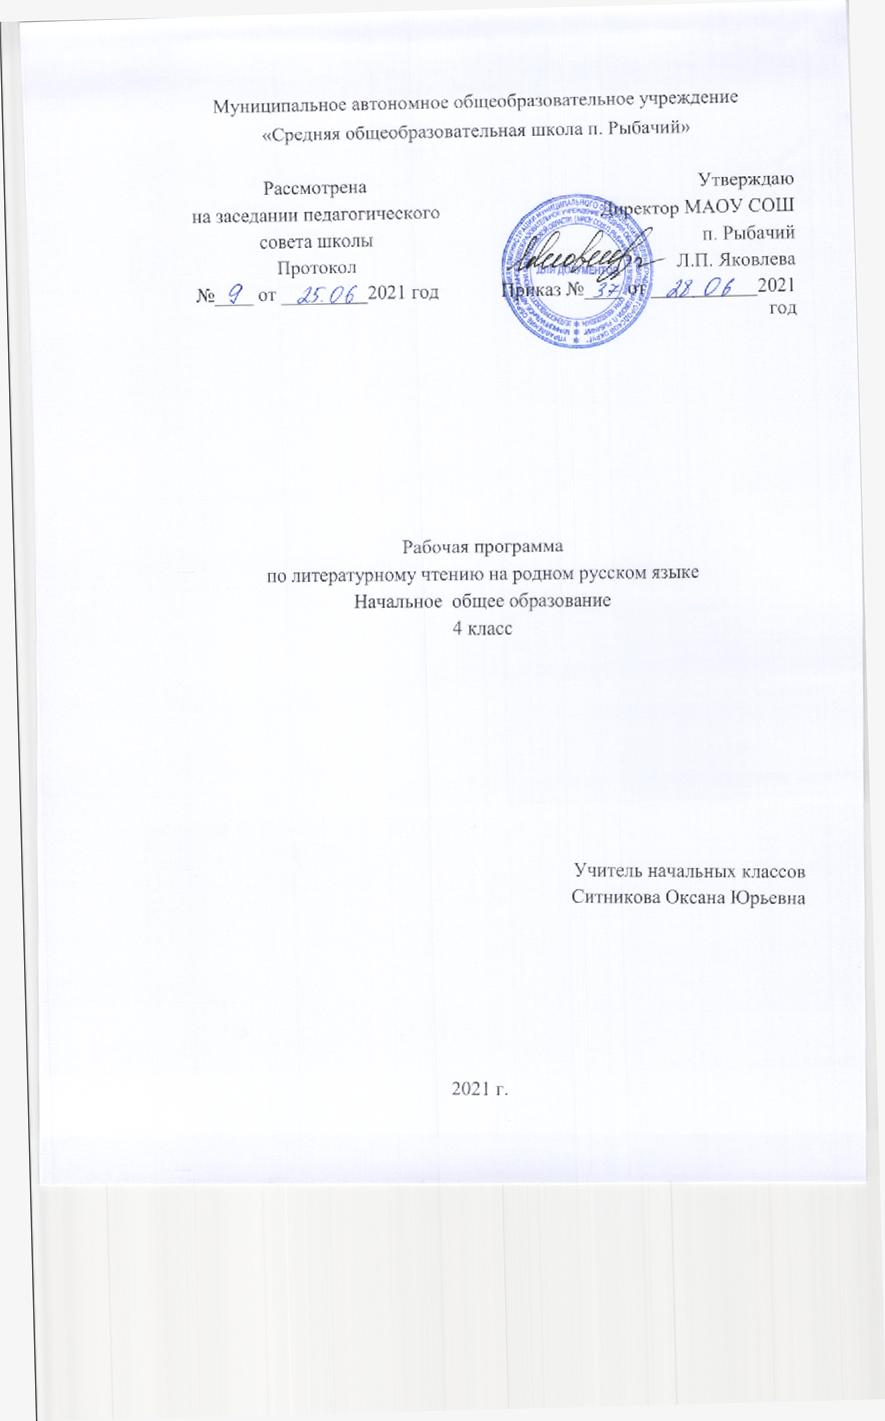 Муниципальное автономное общеобразовательное учреждение
«Средняя общеобразовательная школа п. Рыбачий»
Рассмотрена
на заседании педагогического
совета школы
Протокол
№ 9 от 25.06 2021 год
Утверждаю
Директор МАОУ СОШ
п. Рыбачий
Л.П. Яковлева
Приказ № 37 от 28.06 2021
год
ДЛЯ ДОКУМЕНТОВ
Рабочая программа
по литературному чтению на родном русском языке
Начальное общее образование
4 класс
Учитель начальных классов
Ситникова Оксана Юрьевна
2021 г.